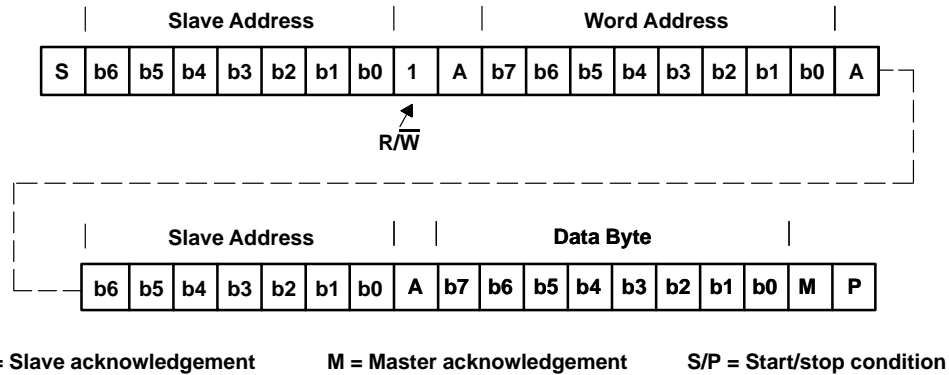 Slave Address Word Address
S b6 b5 b4 b3 b2 b1 b0 1 A b7 b6 b5 b4 b3 b2 b1 b0 A
R/W̅
Slave Address Data Byte
b6 b5 b4 b3 b2 b1 b0 A b7 b6 b5 b4 b3 b2 b1 b0 M P
= Slave acknowledgement M = Master acknowledgement S/P = Start/stop condition